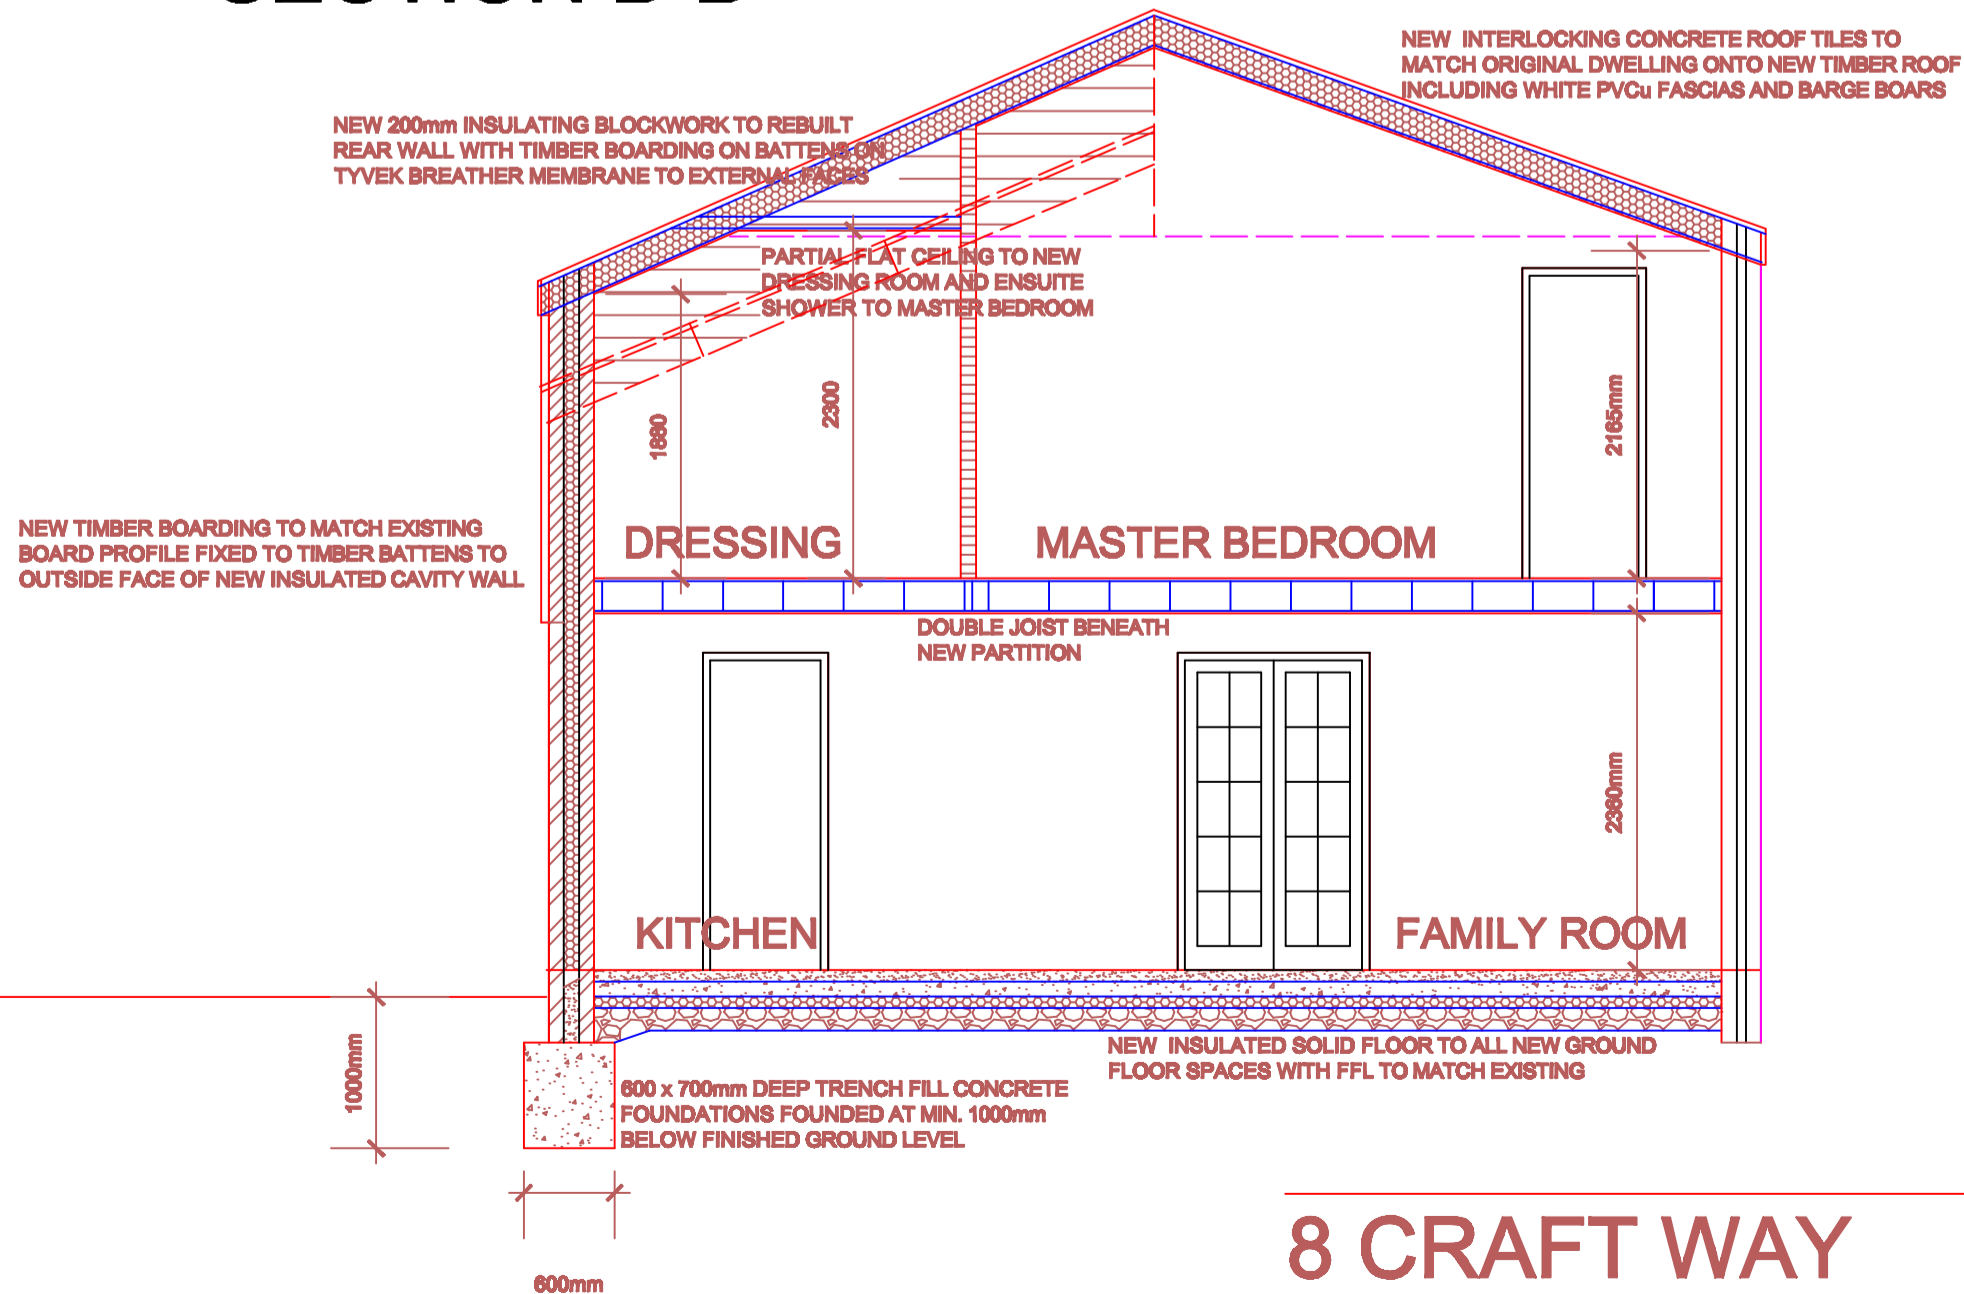 NEW INTERLOCKING CONCRETE ROOF TILES TO
MATCH ORIGINAL DWELLING ONTO NEW TIMBER ROOF
INCLUDING WHITE PVCu FASCIAS AND BARGE BOARS
NEW 200mm INSULATING BLOCKWORK TO REBUILT
REAR WALL WITH TIMBER BOARDING ON BATTENS ON
TYVEK BREATHER MEMBRANE TO EXTERNAL FACES
PARTIAL FLAT CEILING TO NEW
DRESSING ROOM AND ENSUITE
SHOWER TO MASTER BEDROOM
1880
2300
2165mm
NEW TIMBER BOARDING TO MATCH EXISTING
BOARD PROFILE FIXED TO TIMBER BATTENS TO
OUTSIDE FACE OF NEW INSULATED CAVITY WALL
DRESSING
MASTER BEDROOM
DOUBLE JOIST BENEATH
NEW PARTITION
2360mm
KITCHEN
FAMILY ROOM
NEW INSULATED SOLID FLOOR TO ALL NEW GROUND
FLOOR SPACES WITH FFL TO MATCH EXISTING
1000mm
600 x 700mm DEEP TRENCH FILL CONCRETE
FOUNDATIONS FOUNDED AT MIN. 1000mm
BELOW FINISHED GROUND LEVEL
600mm
8 CRAFT WAY